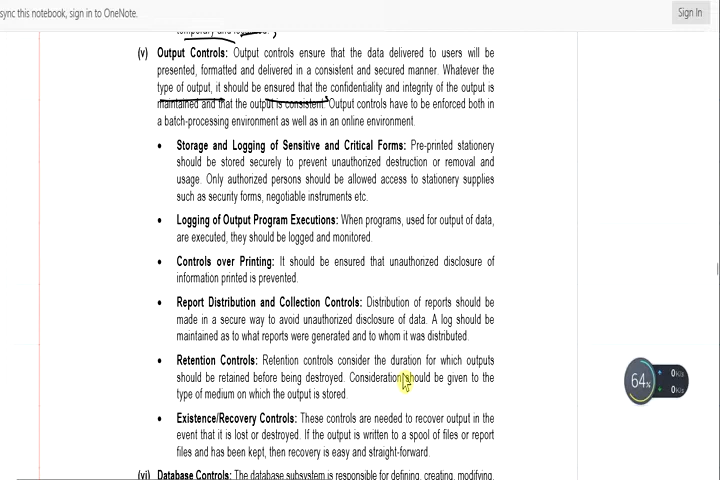 sync this notebook, sign in to OneNote.
Sign In
temporary and
(v) Output Controls: Output controls ensure that the data delivered to users will be
presented, formatted and delivered in a consistent and secured manner. Whatever the
type of output, it should be ensured that the confidentiality and integrity of the output is
maintained and that the output is consistent. Output controls have to be enforced both in
a batch-processing environment as well as in an online environment.
• Storage and Logging of Sensitive and Critical Forms: Pre-printed stationery
should be stored securely to prevent unauthorized destruction or removal and
usage. Only authorized persons should be allowed access to stationery supplies
such as security forms, negotiable instruments etc.
• Logging of Output Program Executions: When programs, used for output of data,
are executed, they should be logged and monitored.
• Controls over Printing: It should be ensured that unauthorized disclosure of
information printed is prevented.
• Report Distribution and Collection Controls: Distribution of reports should be
made in a secure way to avoid unauthorized disclosure of data. A log should be
maintained as to what reports were generated and to whom it was distributed.
• Retention Controls: Retention controls consider the duration for which outputs
should be retained before being destroyed. Consideration should be given to the
type of medium on which the output is stored.
• Existence/Recovery Controls: These controls are needed to recover output in the
event that it is lost or destroyed. If the output is written to a spool of files or report
files and has been kept, then recovery is easy and straight-forward.
(vi) Database Controls: The database subsystem is responsible for defining, creating, modifying,
64%
+ 0K/s
+ 0K/s